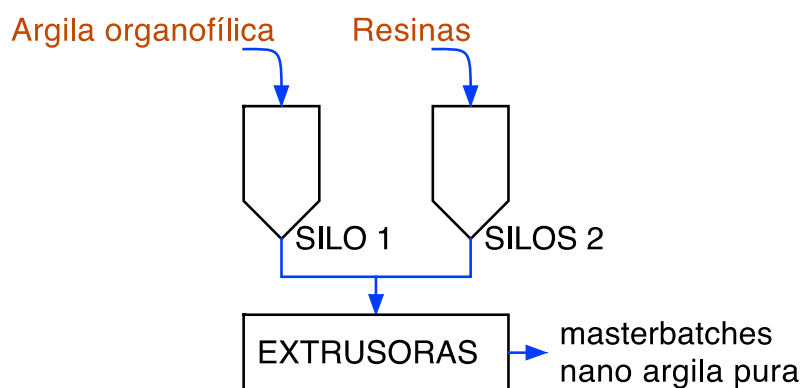 Argila organofílica
Resinas
SILO 1
SILOS 2
EXTRUSORAS
masterbatches
nano argila pura